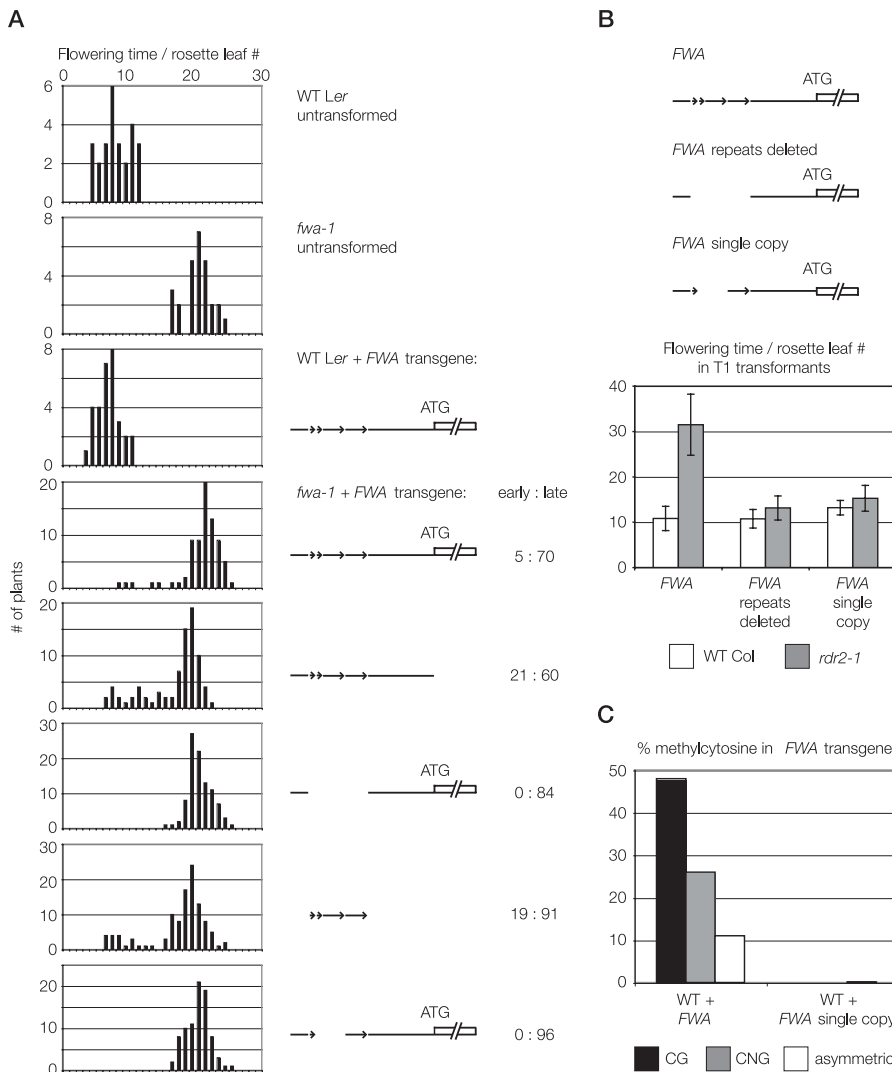 A
Flowering time / rosette leaf #
0 10 20 30
6
4
2
0
WT Ler
untransformed
8
4
0
fwa-1
untransformed
8
4
0
WT Ler + FWA transgene:
ATG
20
10
0
fwa-1 + FWA transgene: early : late
ATG
5 : 70
20
10
0
21 : 60
30
20
10
0
ATG
0 : 84
30
20
10
0
19 : 91
30
20
10
0
ATG
0 : 96
# of plants
B
FWA
ATG
FWA repeats deleted
ATG
FWA single copy
ATG
Flowering time / rosette leaf #
in T1 transformants
40
30
20
10
0
FWA FWA FWA
repeats single
deleted copy
WT Col rdr2-1
C
% methylcytosine in FWA transgene
50
40
30
20
10
0
WT + WT +
FWA FWA single copy
CG CNG asymmetric